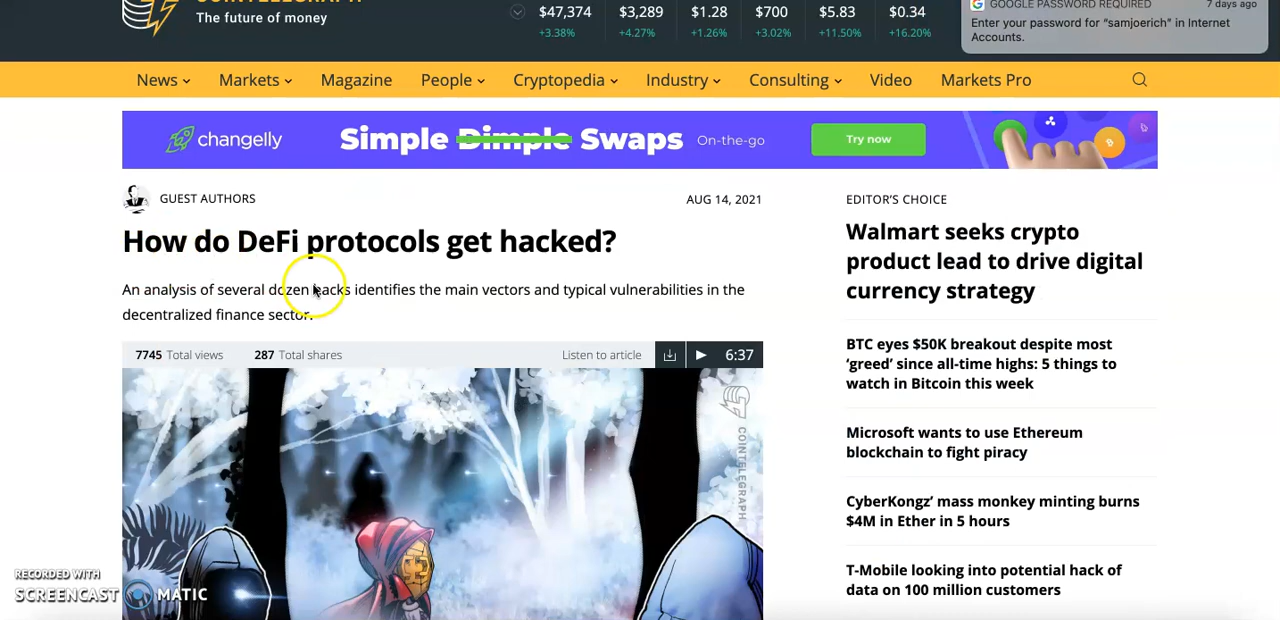 COINTELEGRAPH
The future of money
$47,374 $3,289 $1.28 $700 $5.83 $0.34
+3.38% +4.27% +1.26% +3.02% +11.50% +16.20%
GOOGLE PASSWORD REQUIRED 7 days ago
Enter your password for “samjoerich” in Internet
Accounts.
News Markets Magazine People Cryptopedia Industry Consulting Video Markets Pro
changelly Simple Dimple Swaps On-the-go Try now
GUEST AUTHORS AUG 14, 2021
How do DeFi protocols get hacked?
An analysis of several dozen hacks identifies the main vectors and typical vulnerabilities in the
decentralized finance sector.
7745 Total views 287 Total shares Listen to article 6:37
COINTELEGRAPH
EDITOR’S CHOICE
Walmart seeks crypto
product lead to drive digital
currency strategy
BTC eyes $50K breakout despite most
‘greed’ since all-time highs: 5 things to
watch in Bitcoin this week
Microsoft wants to use Ethereum
blockchain to fight piracy
CyberKongz’ mass monkey minting burns
$4M in Ether in 5 hours
T-Mobile looking into potential hack of
data on 100 million customers
RECORDED WITH
SCREENCAST MATIC